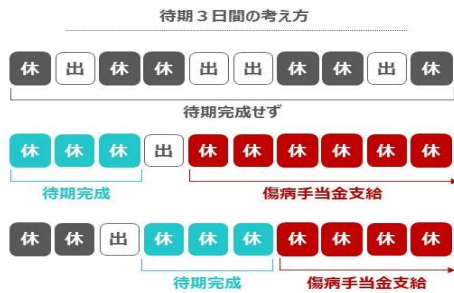 待期3日間の考え方
休 出 休 休 出 出 休 休 出 休
待期完成せず
休 休 休 出 休 休 休 休 休 休
待期完成 傷病手当金支給
休 休 出 休 休 休 休 休 休 休
待期完成 傷病手当金支給